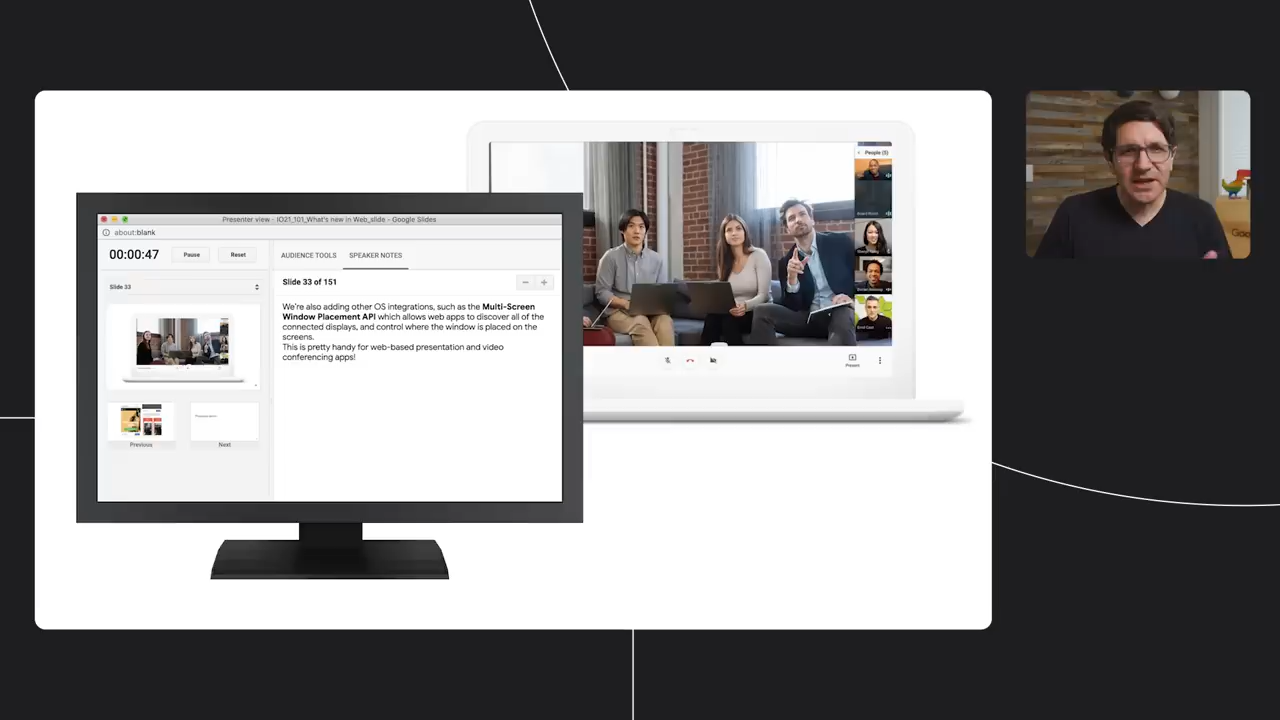 Presenter view - IO21_101_What's new in Web_slide - Google Slides
about:blank
00:00:47
Pause
Reset
AUDIENCE TOOLS
SPEAKER NOTES
Slide 33
Slide 33 of 151
We're also adding other OS integrations, such as the Multi-Screen
Window Placement API which allows web apps to discover all of the
connected displays, and control where the window is placed on the
screens.
This is pretty handy for web-based presentation and video
conferencing apps!
Previous
Next
Present